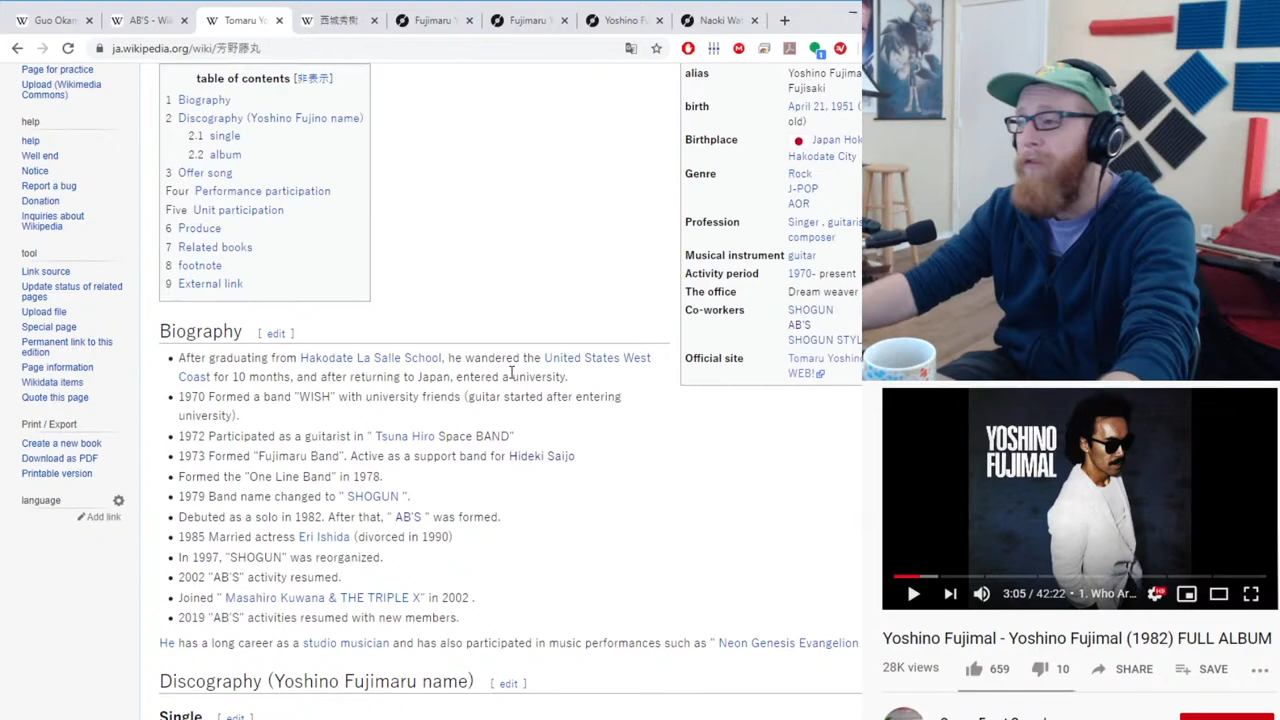 Guo Okan
AB'S - Wiki
Tomaru Yo
西城秀樹
Fujimaru Y
Fujimaru
Yoshino F
Naoki Wat
ja.wikipedia.org/wiki/芳野藤丸
Page for practice
Upload (Wikimedia
Commons)
help
help
Well end
Notice
Report a bug
Donation
Inquiries about
Wikipedia
tool
Link source
Update status of related
pages
Upload file
Special page
Permanent link to this
edition
Page information
Wikidata items
Quote this page
Print / Export
Create a new book
Download as PDF
Printable version
language
Add link
table of contents [非表示]
1 Biography
2 Discography (Yoshino Fujino name)
2.1 single
2.2 album
3 Offer song
Four Performance participation
Five Unit participation
6 Produce
7 Related books
8 footnote
9 External link
alias Yoshino Fujima
Fujisaki
birth April 21, 1951 (
old)
Birthplace Japan Hok
Hakodate City
Genre Rock
J-POP
AOR
Profession Singer , guitaris
composer
Musical instrument guitar
Activity period 1970- present
The office Dream weaver
Co-workers SHOGUN
AB'S
SHOGUN STYL
Official site Tomaru Yoshin
WEB!
Biography [ edit ]
• After graduating from Hakodate La Salle School, he wandered the United States West
Coast for 10 months, and after returning to Japan, entered a university.
• 1970 Formed a band "WISH" with university friends (guitar started after entering
university).
• 1972 Participated as a guitarist in " Tsuna Hiro Space BAND"
• 1973 Formed "Fujimaru Band". Active as a support band for Hideki Saijo
• Formed the "One Line Band" in 1978.
• 1979 Band name changed to " SHOGUN ".
• Debuted as a solo in 1982. After that, " AB'S " was formed.
• 1985 Married actress Eri Ishida (divorced in 1990)
• In 1997, "SHOGUN" was reorganized.
• 2002 "AB'S" activity resumed.
• Joined " Masahiro Kuwana & THE TRIPLE X" in 2002 .
• 2019 "AB'S" activities resumed with new members.
He has a long career as a studio musician and has also participated in music performances such as " Neon Genesis Evangelion
Discography (Yoshino Fujimaru name) [ edit ]
Single [ edit ]
YOSHINO
FUJIMAL
3:05 / 42:22 • 1. Who Ar...
HD
Yoshino Fujimal - Yoshino Fujimal (1982) FULL ALBUM
28K views
659
10
SHARE
SAVE